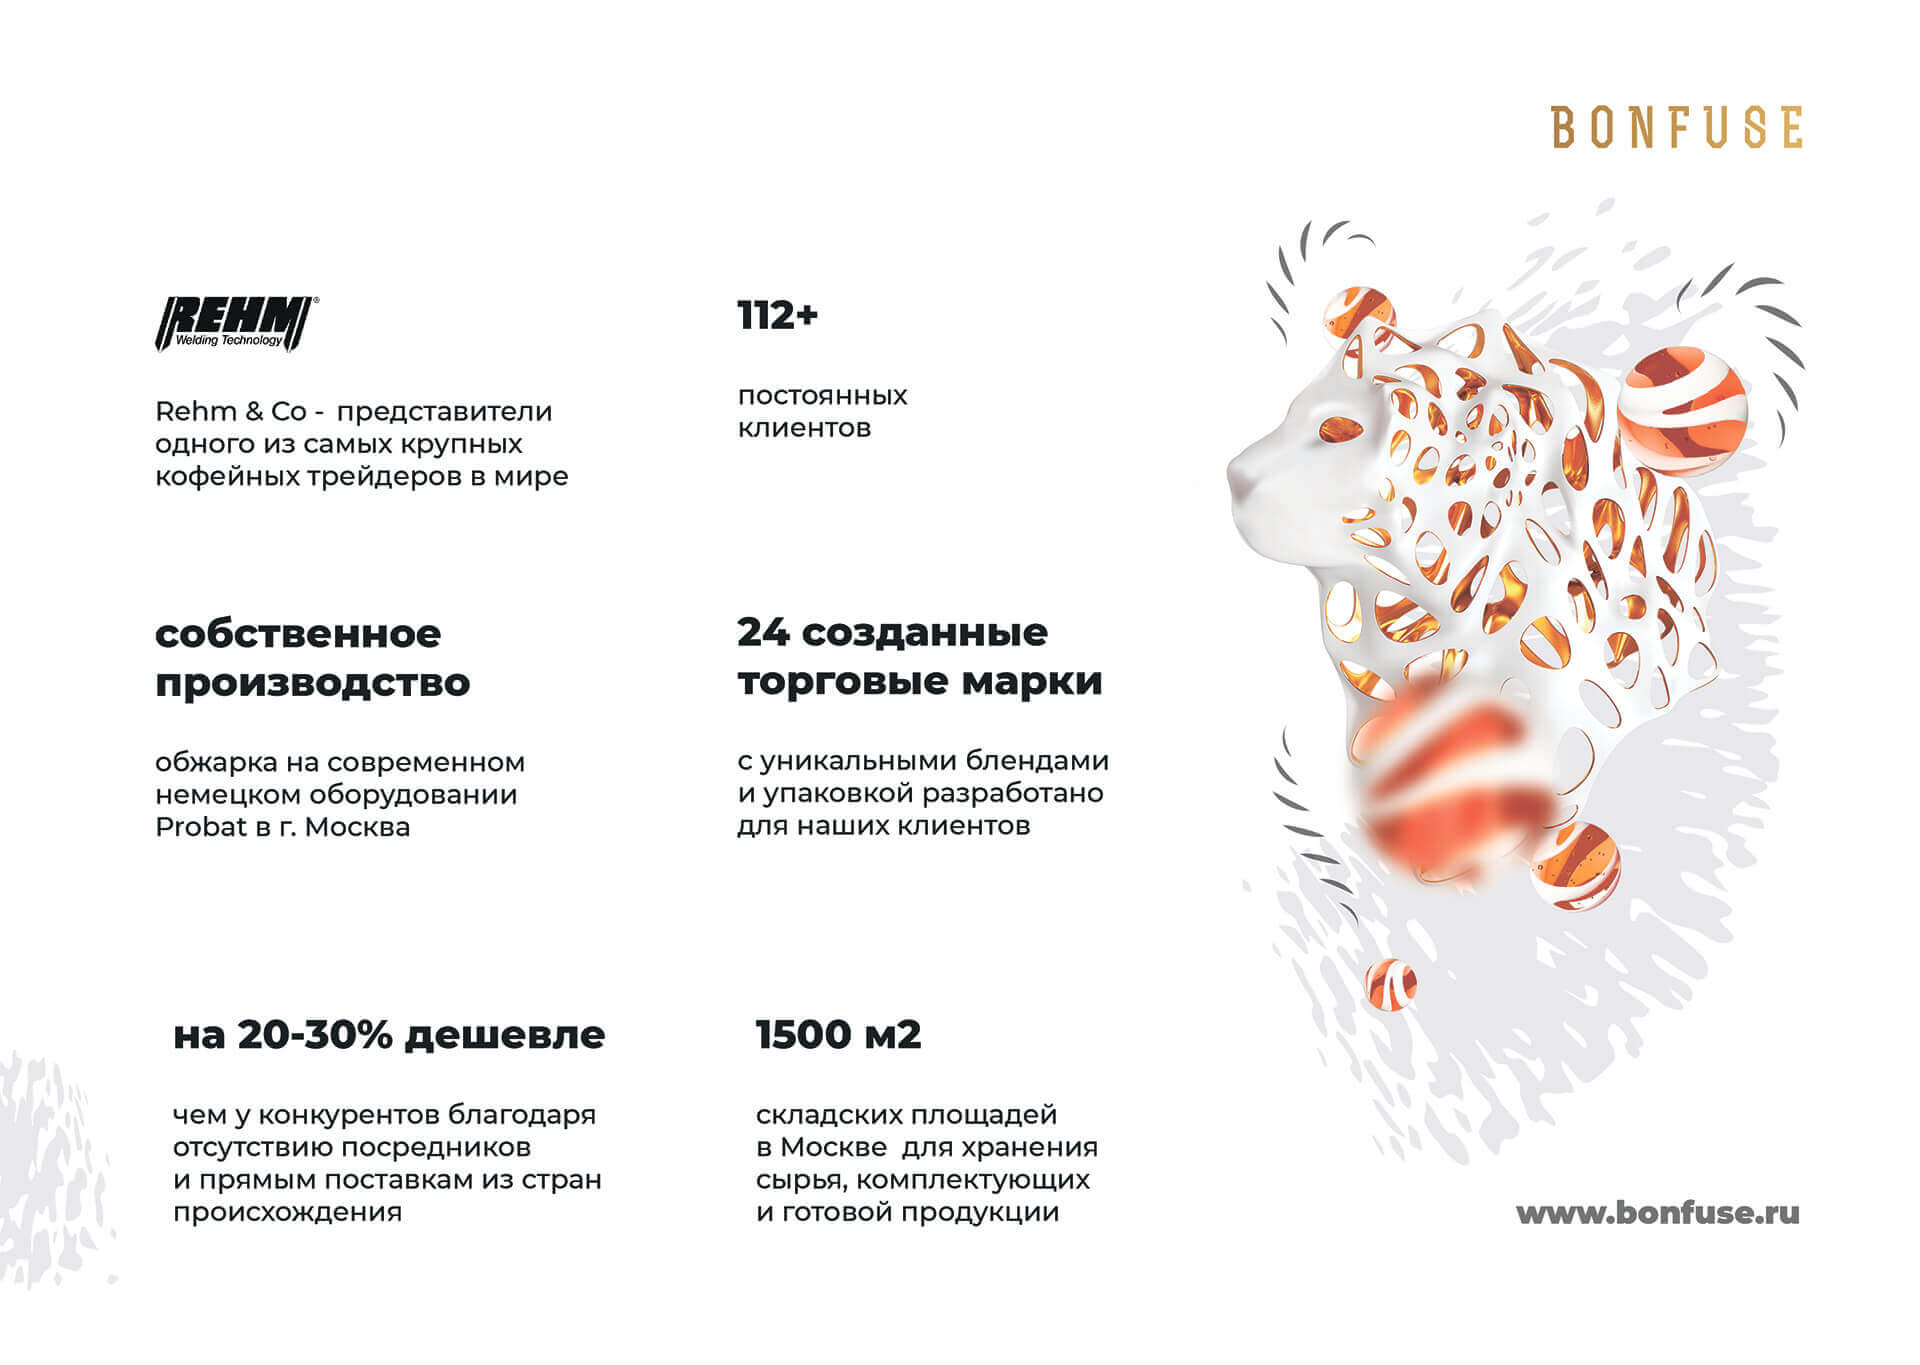 BONFUSE
REHM®
Welding Technology
Rehm & Co - представители
одного из самых крупных
кофейных трейдеров в мире
112+
постоянных
клиентов
собственное
производство
обжарка на современном
немецком оборудовании
Probat в г. Москва
24 созданные
торговые марки
с уникальными блендами
и упаковкой разработано
для наших клиентов
на 20-30% дешевле
чем у конкурентов благодаря
отсутствию посредников
и прямым поставкам из стран
происхождения
1500 м2
складских площадей
в Москве для хранения
сырья, комплектующих
и готовой продукции
www.bonfuse.ru